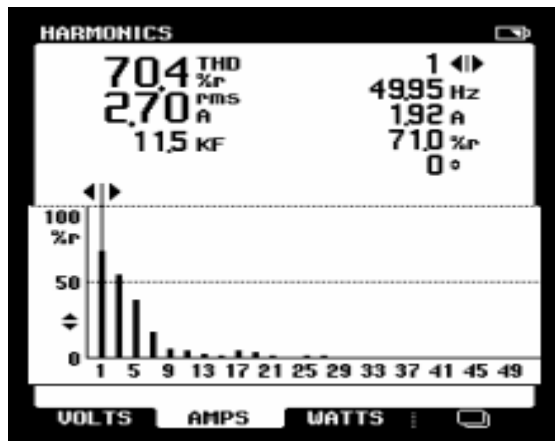 HARMONICS
70.4 THD %r
2.70 rms A
11.5 KF
1
49.95 Hz
1.92 A
71.0 %r
0 °
100
%r
50
0
1 5 9 13 17 21 25 29 33 37 41 45 49
VOLTS AMPS WATTS